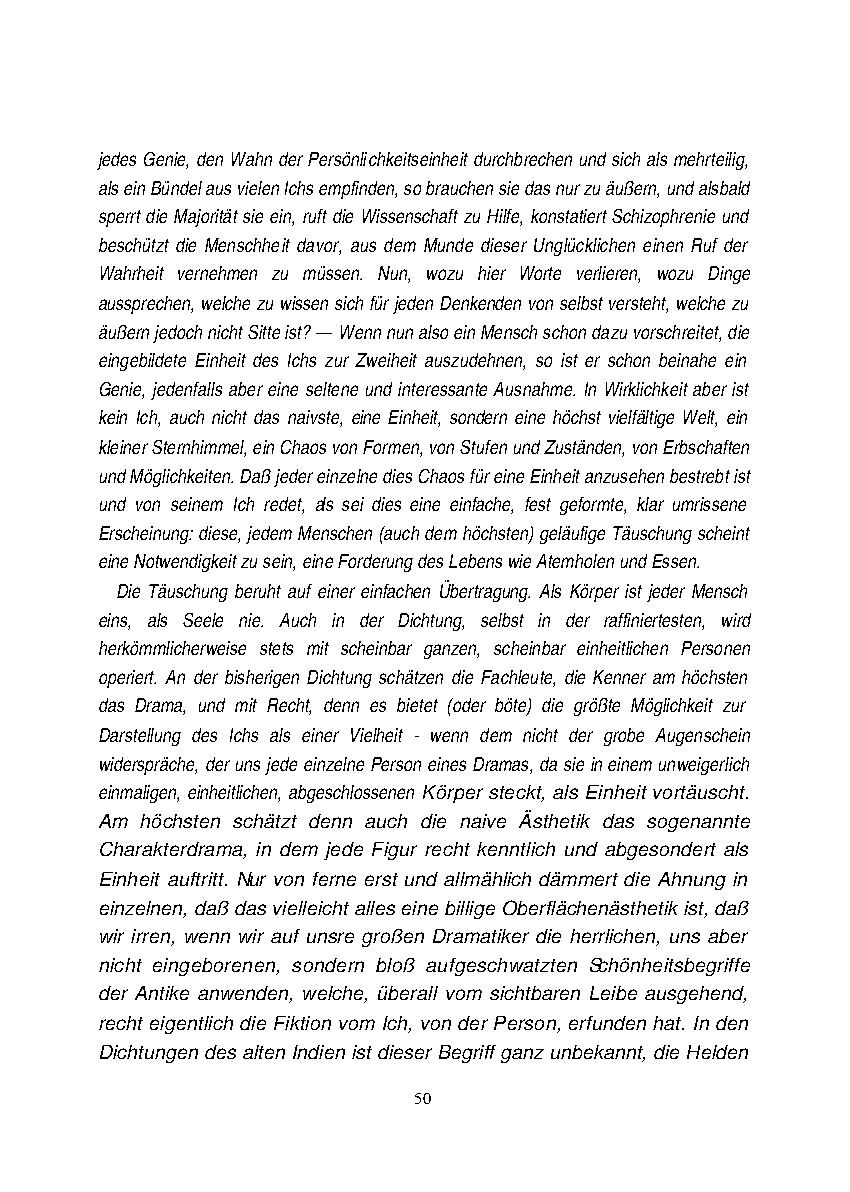 jedes Genie, den Wahn der Persönlichkeitseinheit durchbrechen und sich als mehrteilig,
als ein Bündel aus vielen Ichs empfinden, so brauchen sie das nur zu äußern, und alsbald
sperrt die Majorität sie ein, ruft die Wissenschaft zu Hilfe, konstatiert Schizophrenie und
beschützt die Menschheit davor, aus dem Munde dieser Unglücklichen einen Ruf der
Wahrheit vernehmen zu müssen. Nun, wozu hier Worte verlieren, wozu Dinge
aussprechen, welche zu wissen sich für jeden Denkenden von selbst versteht, welche zu
äußern jedoch nicht Sitte ist? — Wenn nun also ein Mensch schon dazu vorschreitet, die
eingebildete Einheit des Ichs zur Zweiheit auszudehnen, so ist er schon beinahe ein
Genie, jedenfalls aber eine seltene und interessante Ausnahme. In Wirklichkeit aber ist
kein Ich, auch nicht das naivste, eine Einheit, sondern eine höchst vielfältige Welt, ein
kleiner Sternhimmel, ein Chaos von Formen, von Stufen und Zuständen, von Erbschaften
und Möglichkeiten. Daß jeder einzelne dies Chaos für eine Einheit anzusehen bestrebt ist
und von seinem Ich redet, als sei dies eine einfache, fest geformte, klar umrissene
Erscheinung: diese, jedem Menschen (auch dem höchsten) geläufige Täuschung scheint
eine Notwendigkeit zu sein, eine Forderung des Lebens wie Atemholen und Essen.
Die Täuschung beruht auf einer einfachen Übertragung. Als Körper ist jeder Mensch
eins, als Seele nie. Auch in der Dichtung, selbst in der raffiniertesten, wird
herkömmlicherweise stets mit scheinbar ganzen, scheinbar einheitlichen Personen
operiert. An der bisherigen Dichtung schätzen die Fachleute, die Kenner am höchsten
das Drama, und mit Recht, denn es bietet (oder böte) die größte Möglichkeit zur
Darstellung des Ichs als einer Vielheit - wenn dem nicht der grobe Augenschein
widerspräche, der uns jede einzelne Person eines Dramas, da sie in einem unweigerlich
einmaligen, einheitlichen, abgeschlossenen Körper steckt, als Einheit vortäuscht.
Am höchsten schätzt denn auch die naive Ästhetik das sogenannte
Charakterdrama, in dem jede Figur recht kenntlich und abgesondert als
Einheit auftritt. Nur von ferne erst und allmählich dämmert die Ahnung in
einzelnen, daß das vielleicht alles eine billige Oberflächenästhetik ist, daß
wir irren, wenn wir auf unsre großen Dramatiker die herrlichen, uns aber
nicht eingeborenen, sondern bloß aufgeschwatzten Schönheitsbegriffe
der Antike anwenden, welche, überall vom sichtbaren Leibe ausgehend,
recht eigentlich die Fiktion vom Ich, von der Person, erfunden hat. In den
Dichtungen des alten Indien ist dieser Begriff ganz unbekannt, die Helden
50